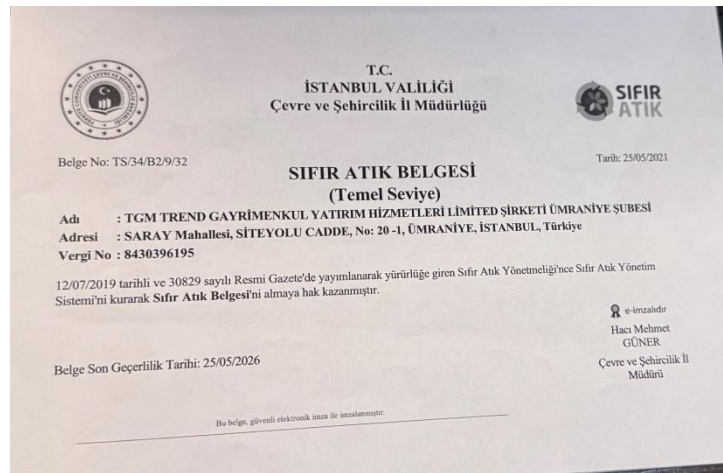 T.C.
İSTANBUL VALİLİĞİ
Çevre ve Şehircilik İl Müdürlüğü
SIFIR
ATIK
Belge No: TS/34/B2/9/32
Tarih: 25/05/2021
SIFIR ATIK BELGESİ
(Temel Seviye)
Adı : TGM TREND GAYRİMENKUL YATIRIM HİZMETLERİ LİMİTED ŞİRKETİ ÜMRANİYE ŞUBESİ
Adresi : SARAY Mahallesi, SİTEYOLU CADDE, No: 20 -1, ÜMRANİYE, İSTANBUL, Türkiye
Vergi No : 8430396195
12/07/2019 tarihli ve 30829 sayılı Resmi Gazete'de yayımlanarak yürürlüğe giren Sıfır Atık Yönetmeliği'nce Sıfır Atık Yönetim
Sistemi'ni kurarak Sıfır Atık Belgesi'ni almaya hak kazanmıştır.
e-imzalıdır
Hacı Mehmet
GÜNER
Çevre ve Şehircilik İl
Müdürü
Belge Son Geçerlilik Tarihi: 25/05/2026
Bu belge, güvenli elektronik imza ile imzalanmıştır.